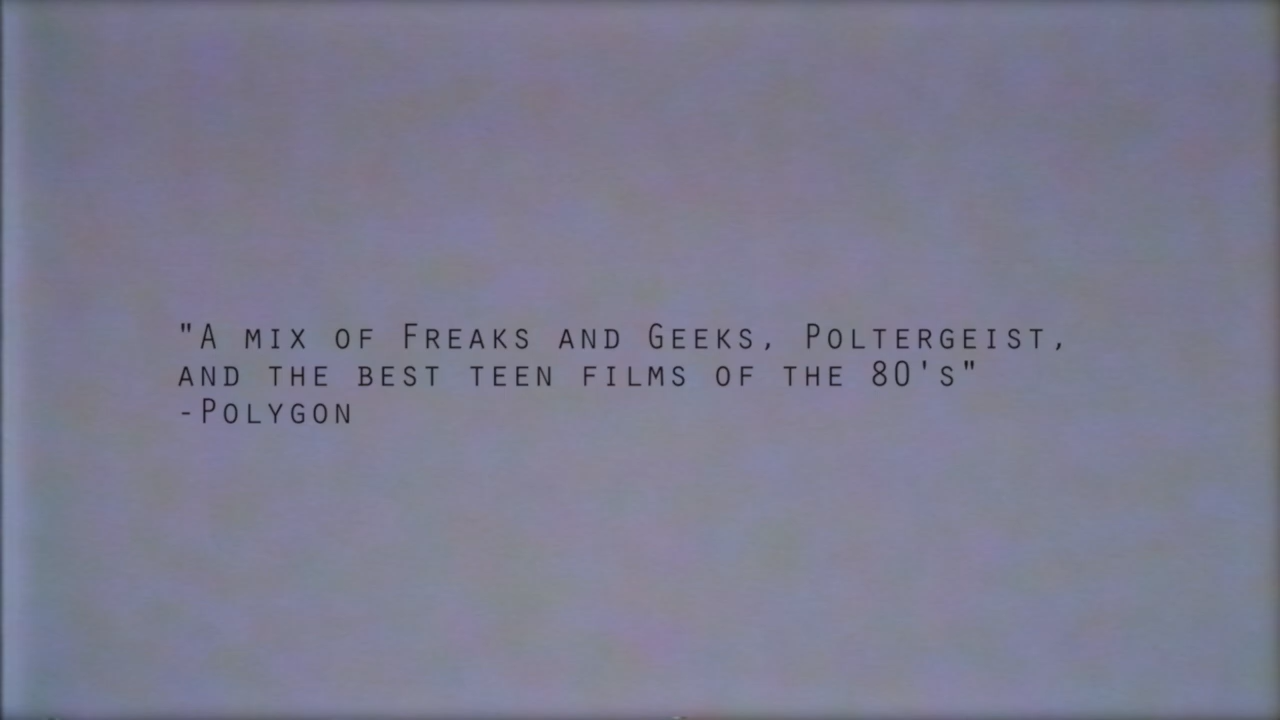 "A mix of Freaks and Geeks, Poltergeist,
and the best teen films of the 80's"
-Polygon